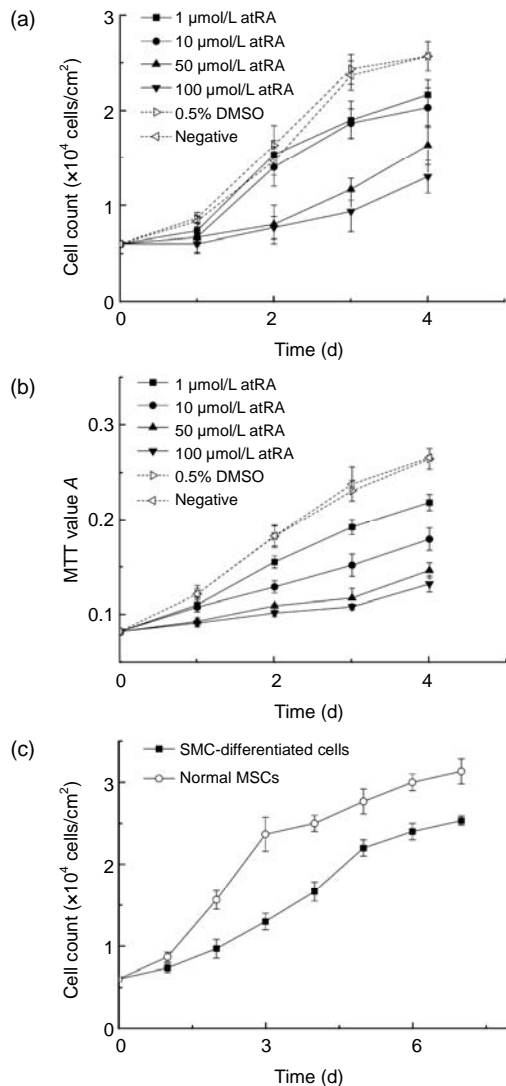 (a)
1 µmol/L atRA
10 µmol/L atRA
50 µmol/L atRA
100 µmol/L atRA
0.5% DMSO
Negative
Cell count (×10⁴ cells/cm²)
3
2
1
0
0
2
4
Time (d)
(b)
1 µmol/L atRA
10 µmol/L atRA
50 µmol/L atRA
100 µmol/L atRA
0.5% DMSO
Negative
MTT value A
0.3
0.2
0.1
0
2
4
Time (d)
(c)
SMC-differentiated cells
Normal MSCs
Cell count (×10⁴ cells/cm²)
3
2
1
0
0
3
6
Time (d)